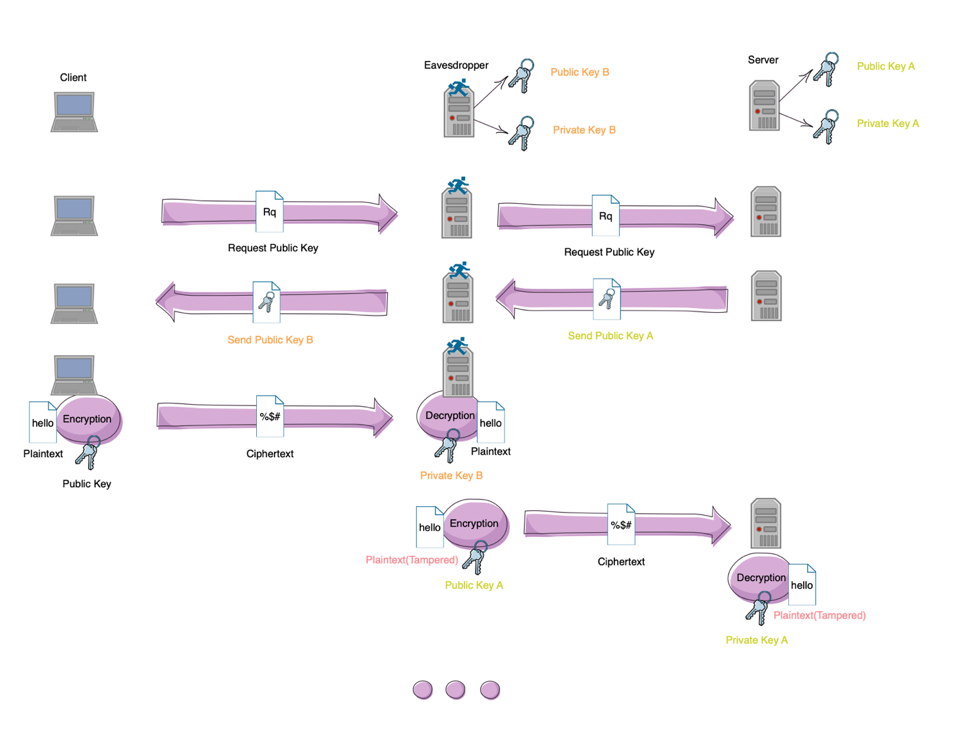 Client
Eavesdropper
Public Key B
Private Key B
Server
Public Key A
Private Key A
Rq
Request Public Key
Rq
Request Public Key
Send Public Key B
Send Public Key A
hello
Encryption
Plaintext
Public Key
%$#
Ciphertext
Decryption
hello
Plaintext
Private Key B
hello
Encryption
Plaintext(Tampered)
Public Key A
%$#
Ciphertext
Decryption
hello
Plaintext(Tampered)
Private Key A